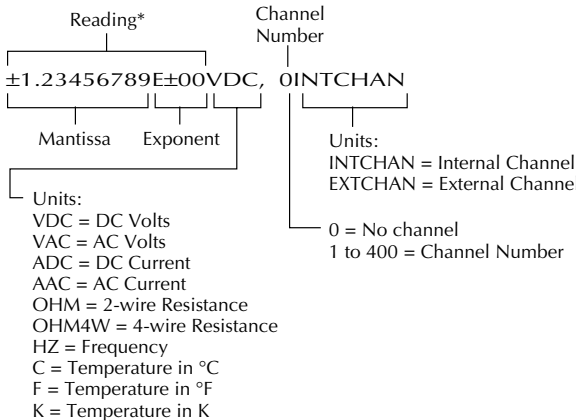 Reading*
Channel
Number
±1.23456789E±00VDC, 0INTCHAN
Mantissa
Exponent
Units:
INTCHAN = Internal Channel
EXTCHAN = External Channe
0 = No channel
1 to 400 = Channel Number
Units:
VDC = DC Volts
VAC = AC Volts
ADC = DC Current
AAC = AC Current
OHM = 2-wire Resistance
OHM4W = 4-wire Resistance
HZ = Frequency
C = Temperature in °C
F = Temperature in °F
K = Temperature in K